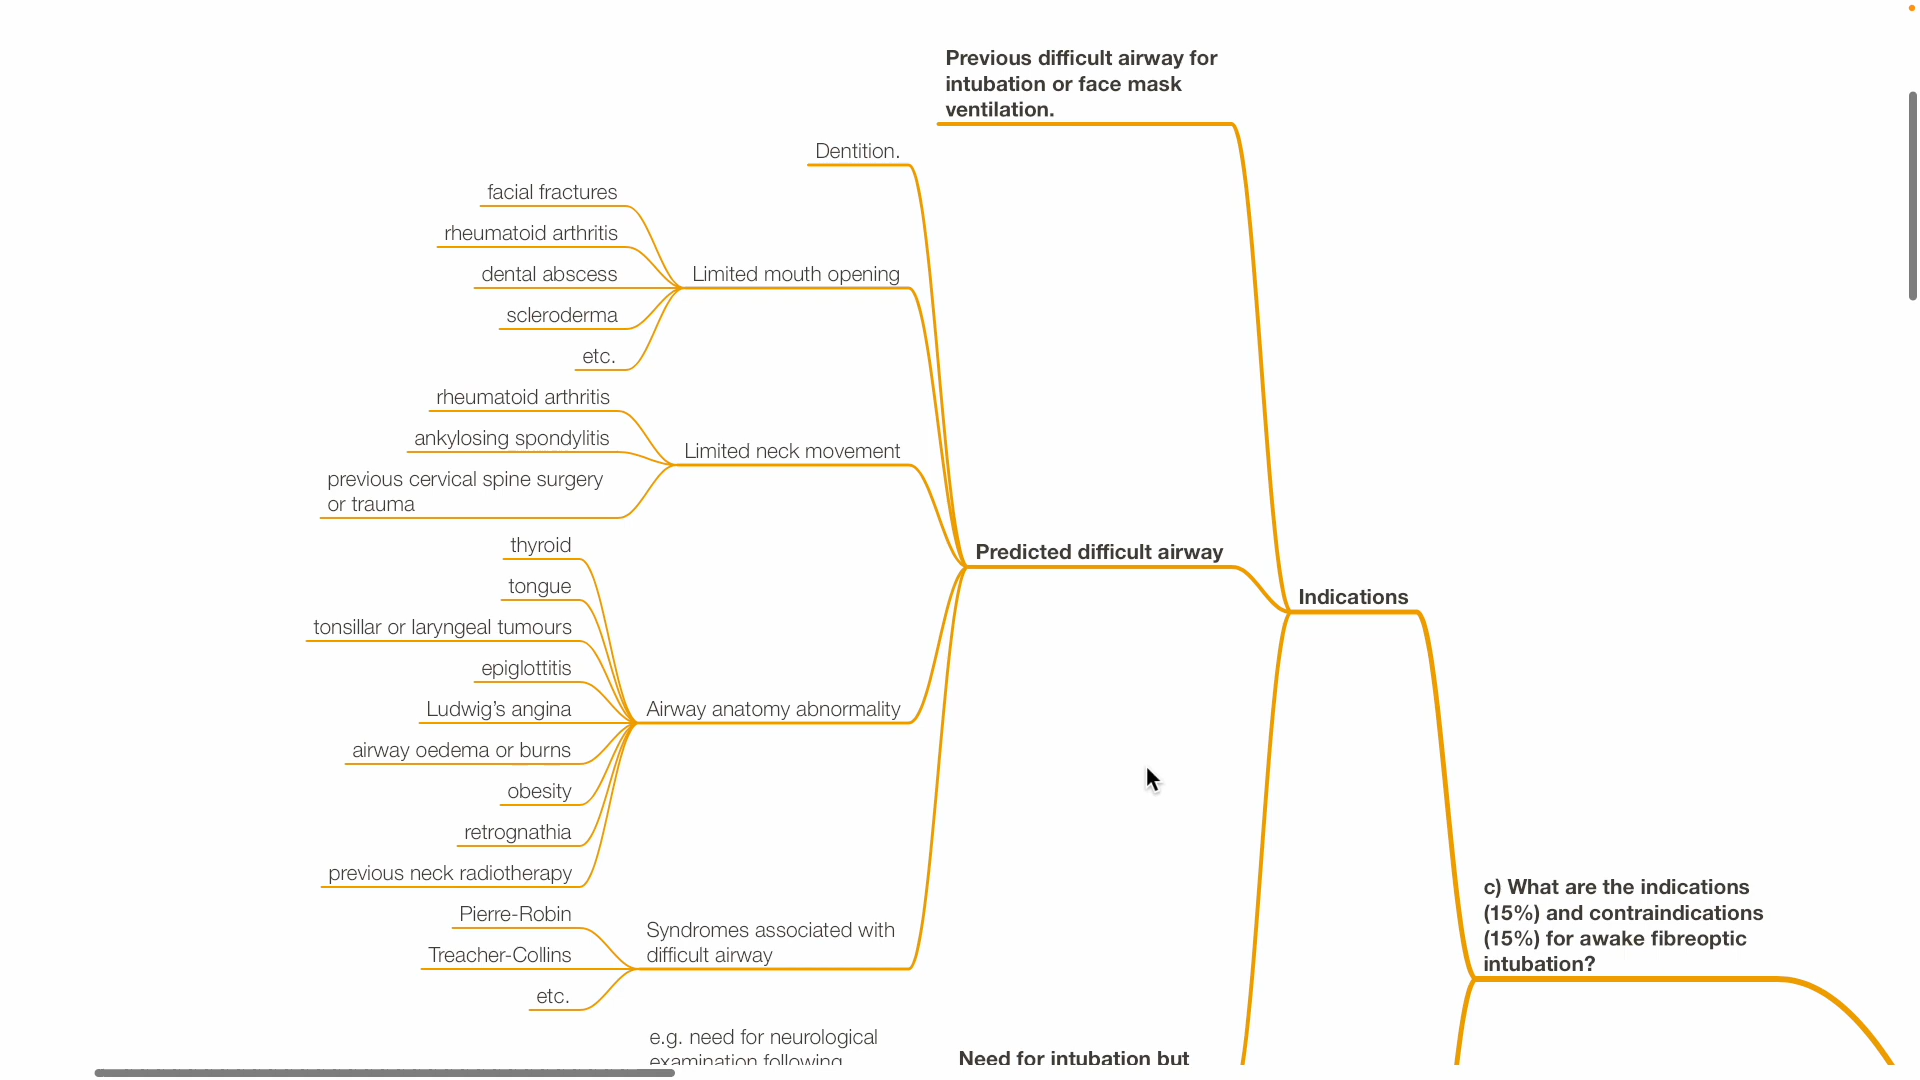 Previous difficult airway for
intubation or face mask
ventilation.
Dentition.
facial fractures
rheumatoid arthritis
dental abscess
Limited mouth opening
scleroderma
etc.
rheumatoid arthritis
ankylosing spondylitis
Limited neck movement
previous cervical spine surgery
or trauma
thyroid
Predicted difficult airway
tongue
Indications
tonsillar or laryngeal tumours
epiglottitis
Ludwig’s angina
Airway anatomy abnormality
airway oedema or burns
obesity
retrognathia
previous neck radiotherapy
c) What are the indications
(15%) and contraindications
(15%) for awake fibreoptic
intubation?
Pierre-Robin
Treacher-Collins
Syndromes associated with
difficult airway
etc.
e.g. need for neurological
examination following
Need for intubation but